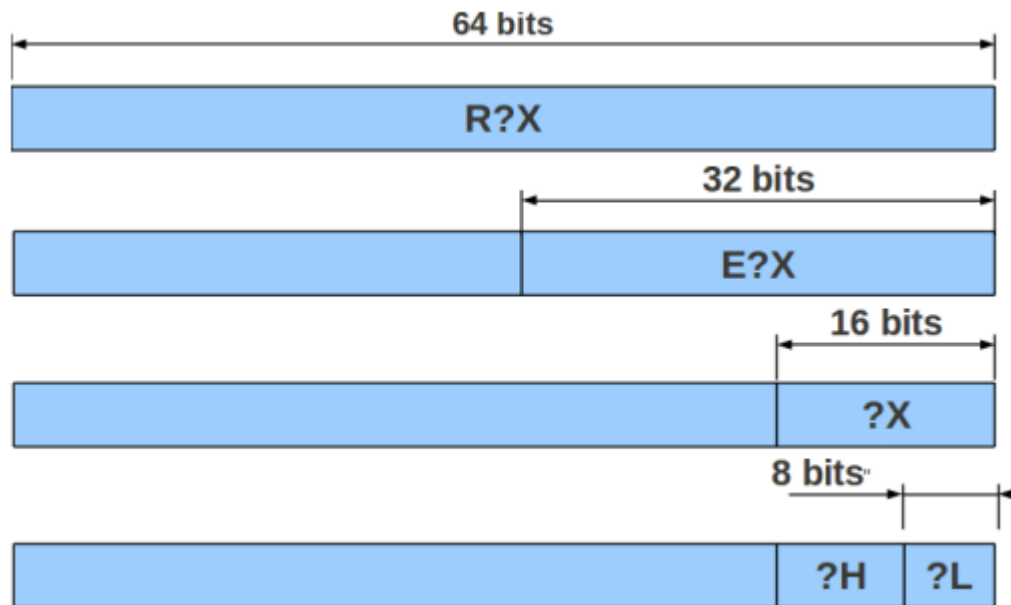 64 bits
R?X
32 bits
E?X
16 bits
?X
8 bits"
?H ?L